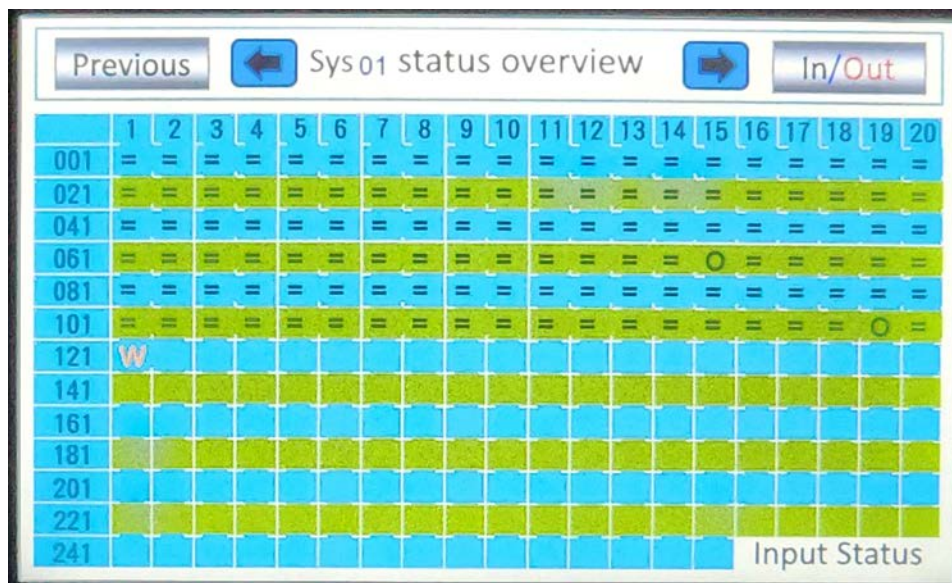 Previous Sys 01 status overview In/Out
1 2 3 4 5 6 7 8 9 10 11 12 13 14 15 16 17 18 19 20
001 = = = = = = = = = = = = = = = = = = = =
021 = = = = = = = = = = = = = = = = = = = =
041 = = = = = = = = = = = = = = = = = = = =
061 = = = = = = = = = = = = = = O = = = = =
081 = = = = = = = = = = = = = = = = = = = =
101 = = = = = = = = = = = = = = = = = = O =
121 W
141
161
181
201
221
241 Input Status